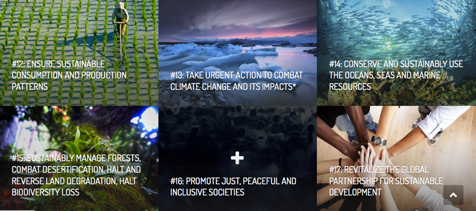 #12: ENSURE SUSTAINABLE
CONSUMPTION AND PRODUCTION
PATTERNS
#13: TAKE URGENT ACTION TO COMBAT
CLIMATE CHANGE AND ITS IMPACTS*
#14: CONSERVE AND SUSTAINABLY USE
THE OCEANS, SEAS AND MARINE
RESOURCES
#15: SUSTAINABLY MANAGE FORESTS,
COMBAT DESERTIFICATION, HALT AND
REVERSE LAND DEGRADATION, HALT
BIODIVERSITY LOSS
#16: PROMOTE JUST, PEACEFUL AND
INCLUSIVE SOCIETIES
#17: REVITALIZE THE GLOBAL
PARTNERSHIP FOR SUSTAINABLE
DEVELOPMENT